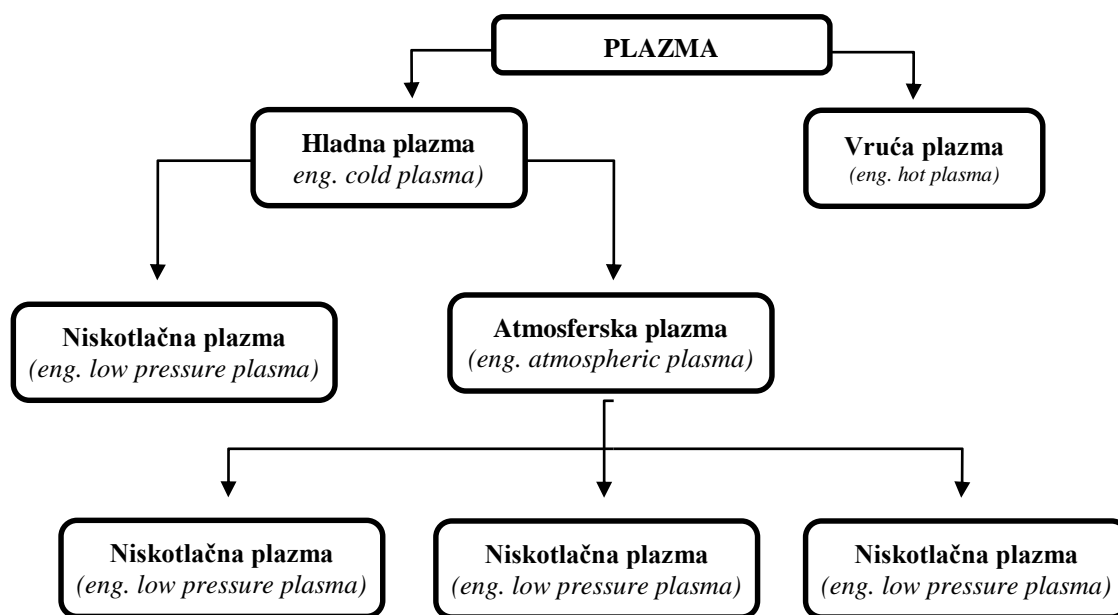 PLAZMA
Hladna plazma
eng. cold plasma)
Vruća plazma
(eng. hot plasma)
Niskotlačna plazma
(eng. low pressure plasma)
Atmosferska plazma
(eng. atmospheric plasma)
Niskotlačna plazma
(eng. low pressure plasma)
Niskotlačna plazma
(eng. low pressure plasma)
Niskotlačna plazma
(eng. low pressure plasma)